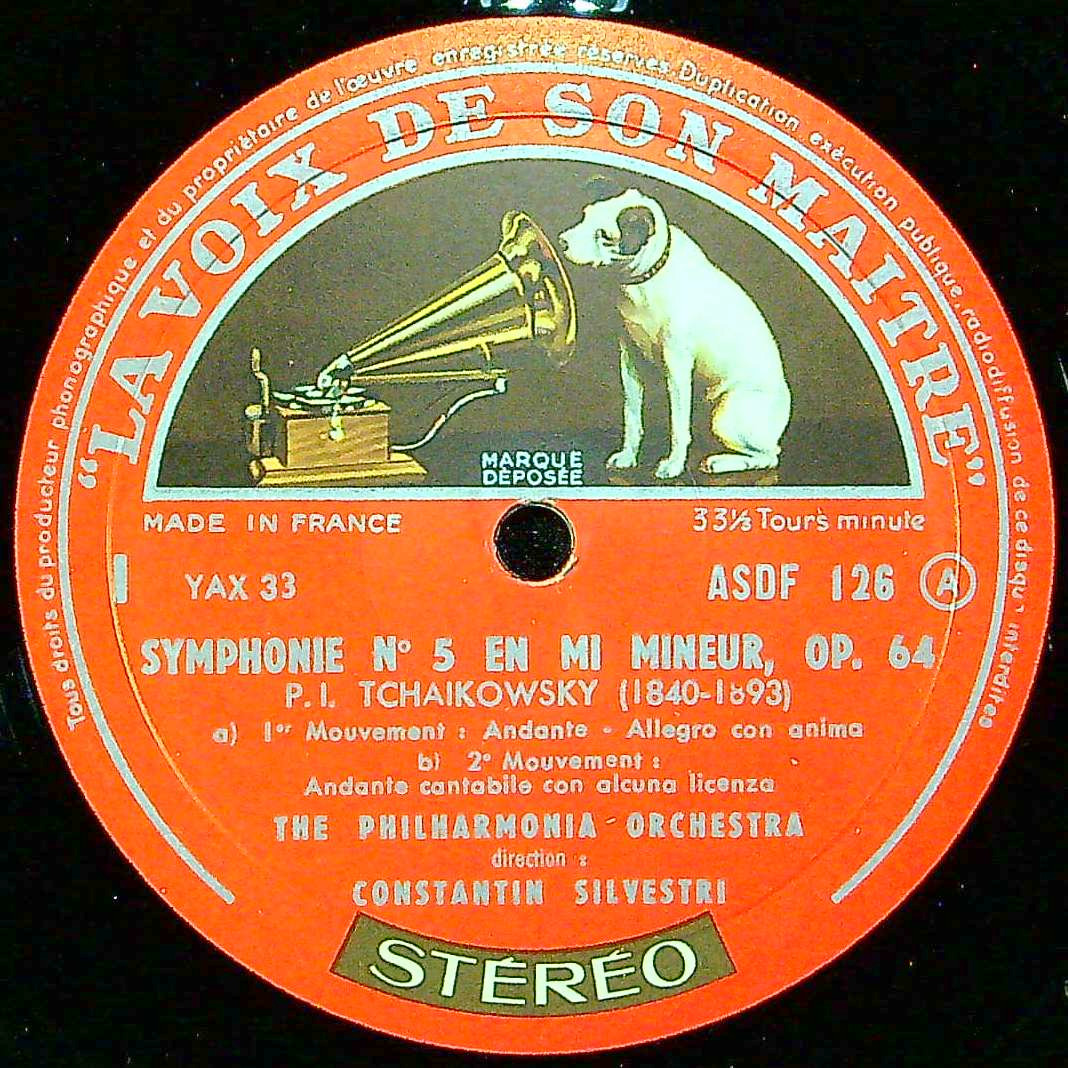 Tous droits du producteur phonographique et du propriétaire de l'œuvre enregistrée réservés. Duplication exécution publique, radiodiffusion de ce disque interdites
"LA VOIX DE SON MAITRE"
MARQUE
DÉPOSÉE
MADE IN FRANCE 33⅓ Tours minute
I YAX 33 ASDF 126 A
SYMPHONIE N° 5 EN MI MINEUR, OP. 64
P. I. TCHAIKOWSKY (1840-1893)
a) 1er Mouvement : Andante - Allegro con anima
b) 2e Mouvement :
Andante cantabile con alcuna licenza
THE PHILHARMONIA ORCHESTRA
direction :
CONSTANTIN SILVESTRI
STÉRÉO